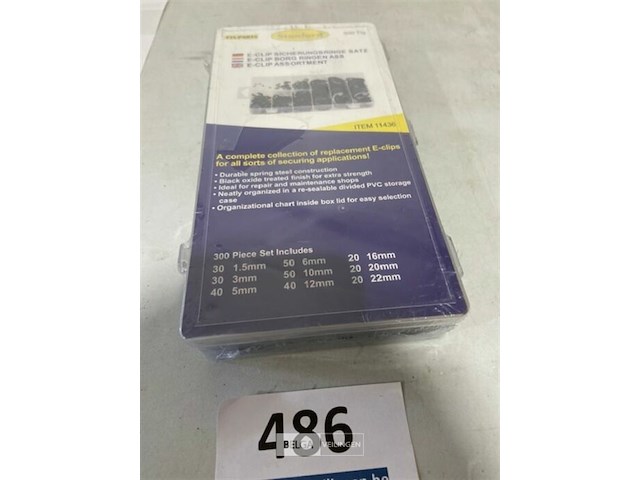 300 Pcs
E-CLIP SICHERUNGSRINGE SATZ
E-CLIP BORG RINGEN ASS
E-CLIP ASSORTMENT
ITEM 11436
A complete collection of replacement E-clips
for all sorts of securing applications!
• Durable spring steel construction
• Black oxide treated finish for extra strength
• Ideal for repair and maintenance shops
• Neatly organized in a re-sealable divided PVC storage
case
• Organizational chart inside box lid for easy selection
300 Piece Set Includes
30 1.5mm 50 6mm 20 16mm
30 3mm 50 10mm 20 20mm
40 5mm 40 12mm 20 22mm
486
BELGA VEILINGEN